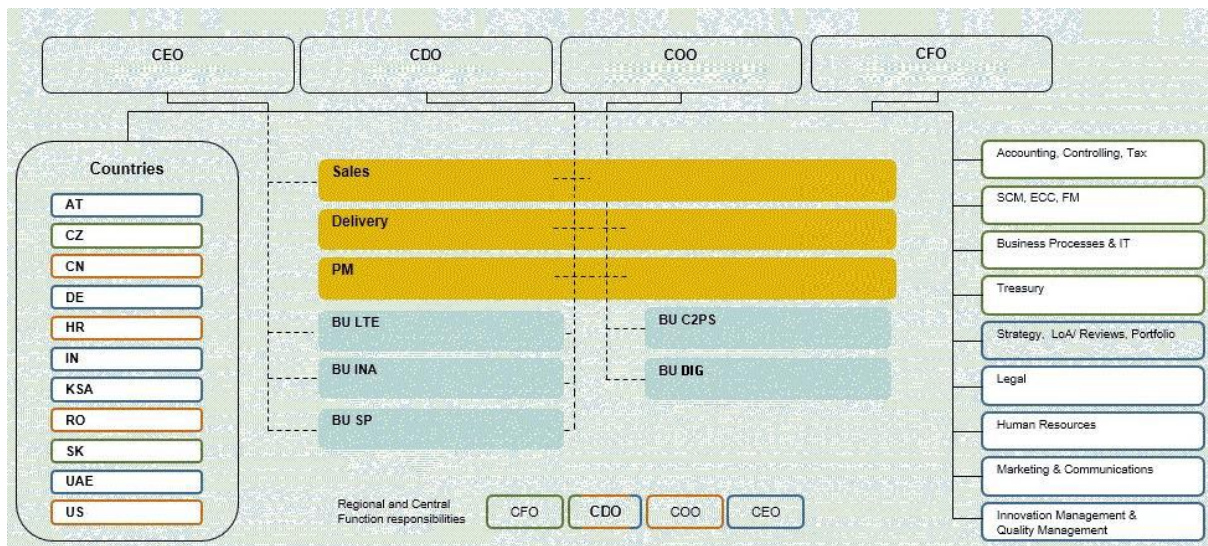 CEO
CDO
COO
CFO
Countries
AT
CZ
CN
DE
HR
IN
KSA
RO
SK
UAE
US
Sales
Delivery
PM
BU LTE
BU INA
BU SP
BU C2PS
BU DIG
Accounting, Controlling, Tax
SCM, ECC, FM
Business Processes & IT
Treasury
Strategy, LoA/ Reviews, Portfolio
Legal
Human Resources
Marketing & Communications
Innovation Management &
Quality Management
Regional and Central
Function responsibilities
CFO
CDO
COO
CEO